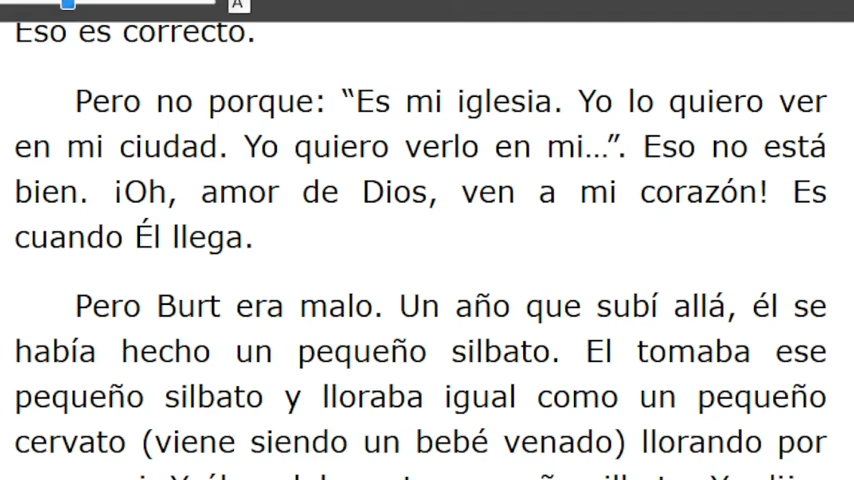 A
Eso es correcto.
Pero no porque: “Es mi iglesia. Yo lo quiero ver
en mi ciudad. Yo quiero verlo en mi...”. Eso no está
bien. ¡Oh, amor de Dios, ven a mi corazón! Es
cuando Él llega.
Pero Burt era malo. Un año que subí allá, él se
había hecho un pequeño silbato. El tomaba ese
pequeño silbato y lloraba igual como un pequeño
cervato (viene siendo un bebé venado) llorando por